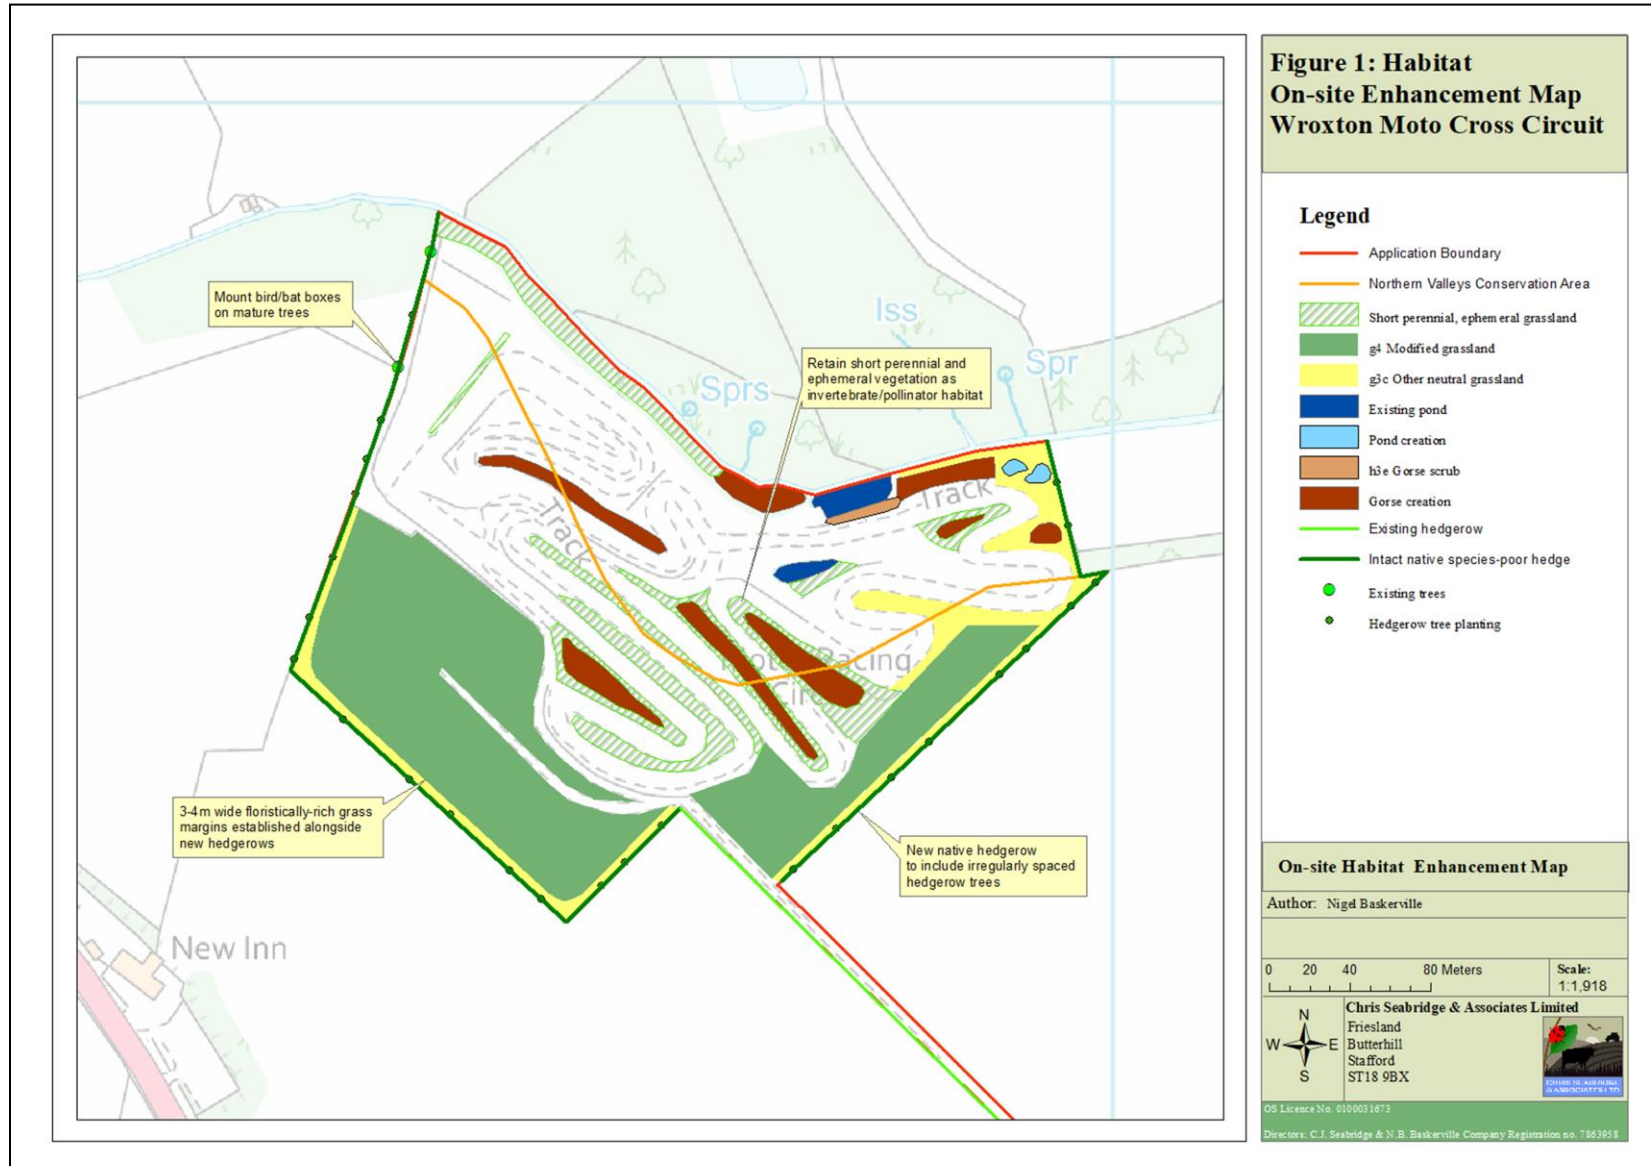 Figure 1: Habitat
On-site Enhancement Map
Wroxton Moto Cross Circuit
Legend
Application Boundary
Northern Valleys Conservation Area
Short perennial, ephemeral grassland
g4 Modified grassland
g3c Other neutral grassland
Existing pond
Pond creation
h3e Gorse scrub
Gorse creation
Existing hedgerow
Intact native species-poor hedge
Existing trees
Hedgerow tree planting
Mount bird/bat boxes
on mature trees
Iss
Spr
Sprs
Retain short perennial and
ephemeral vegetation as
invertebrate/pollinator habitat
Track
Track
Racing
3-4m wide floristically-rich grass
margins established alongside
new hedgerows
New native hedgerow
to include irregularly spaced
hedgerow trees
New Inn
On-site Habitat Enhancement Map
Author: Nigel Baskerville
0 20 40 80 Meters
Scale:
1:1,918
N
W E
S
Chris Seabridge & Associates Limited
Friesland
Butterhill
Stafford
ST18 9BX
& ASSOCIATES LTD
OS Licence No. 0100031673
Directors: C.J. Seabridge & N.B. Baskerville Company Registration no. 7863958